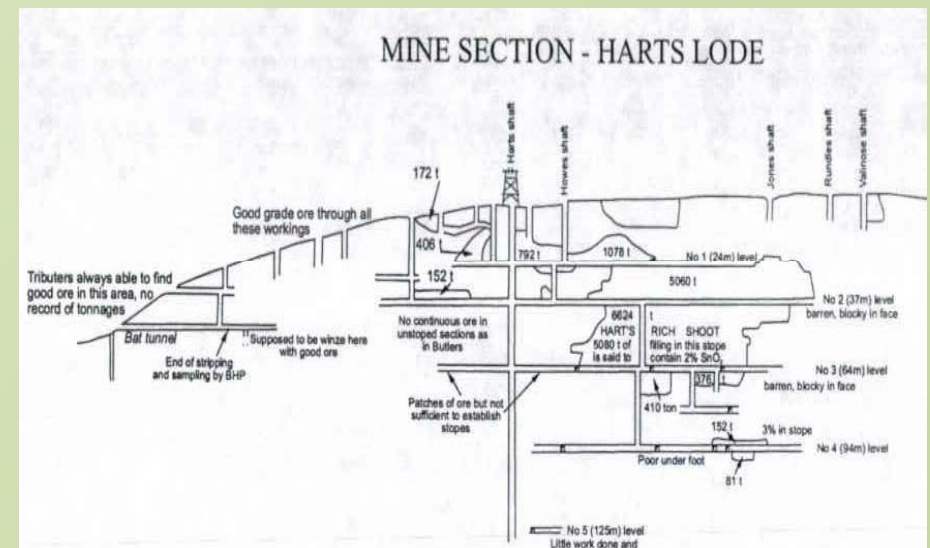 MINE SECTION - HARTS LODE
Harts shaft
Howes shaft
Jones shaft
Rundles shaft
Valinose shaft
172 t
Good grade ore through all
these workings
406 t
792 t
1078 t
No 1 (24m) level
Tributers always able to find
good ore in this area, no
record of tonnages
152 t
5060 t
No 2 (37m) level
barren, blocky in face
Bat tunnel
"Supposed to be winze here
with good ore
End of stripping
and sampling by BHP
No continuous ore in
unstoped sections as
in Butlers
6624 t
HART'S RICH SHOOT
5080 t of filling in this stope
is said to contain 2% SnO2
No 3 (64m) level
barren, blocky in face
376 t
410 ton
Patches of ore but not
sufficient to establish
stopes
152 t
3% in stope
No 4 (94m) level
Poor under foot
81 t
No 5 (125m) level
Little work done and